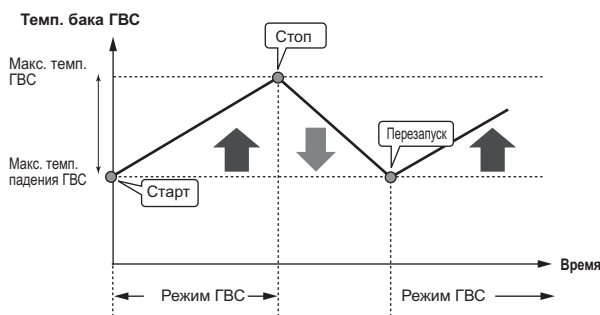 Темп. бака ГВС
Стоп
Макс. темп.
ГВС
Перезапуск
Макс. темп.
падения ГВС
Старт
Время
Режим ГВС
Режим ГВС